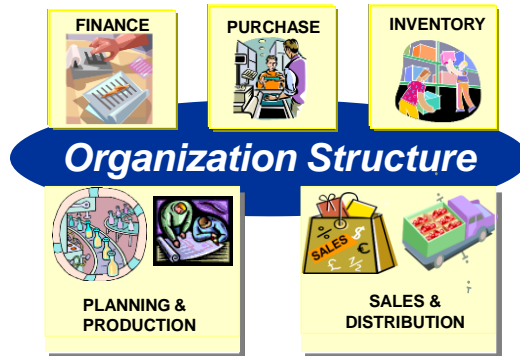 FINANCE
PURCHASE
INVENTORY
Organization Structure
SALES
PLANNING &
PRODUCTION
SALES &
DISTRIBUTION